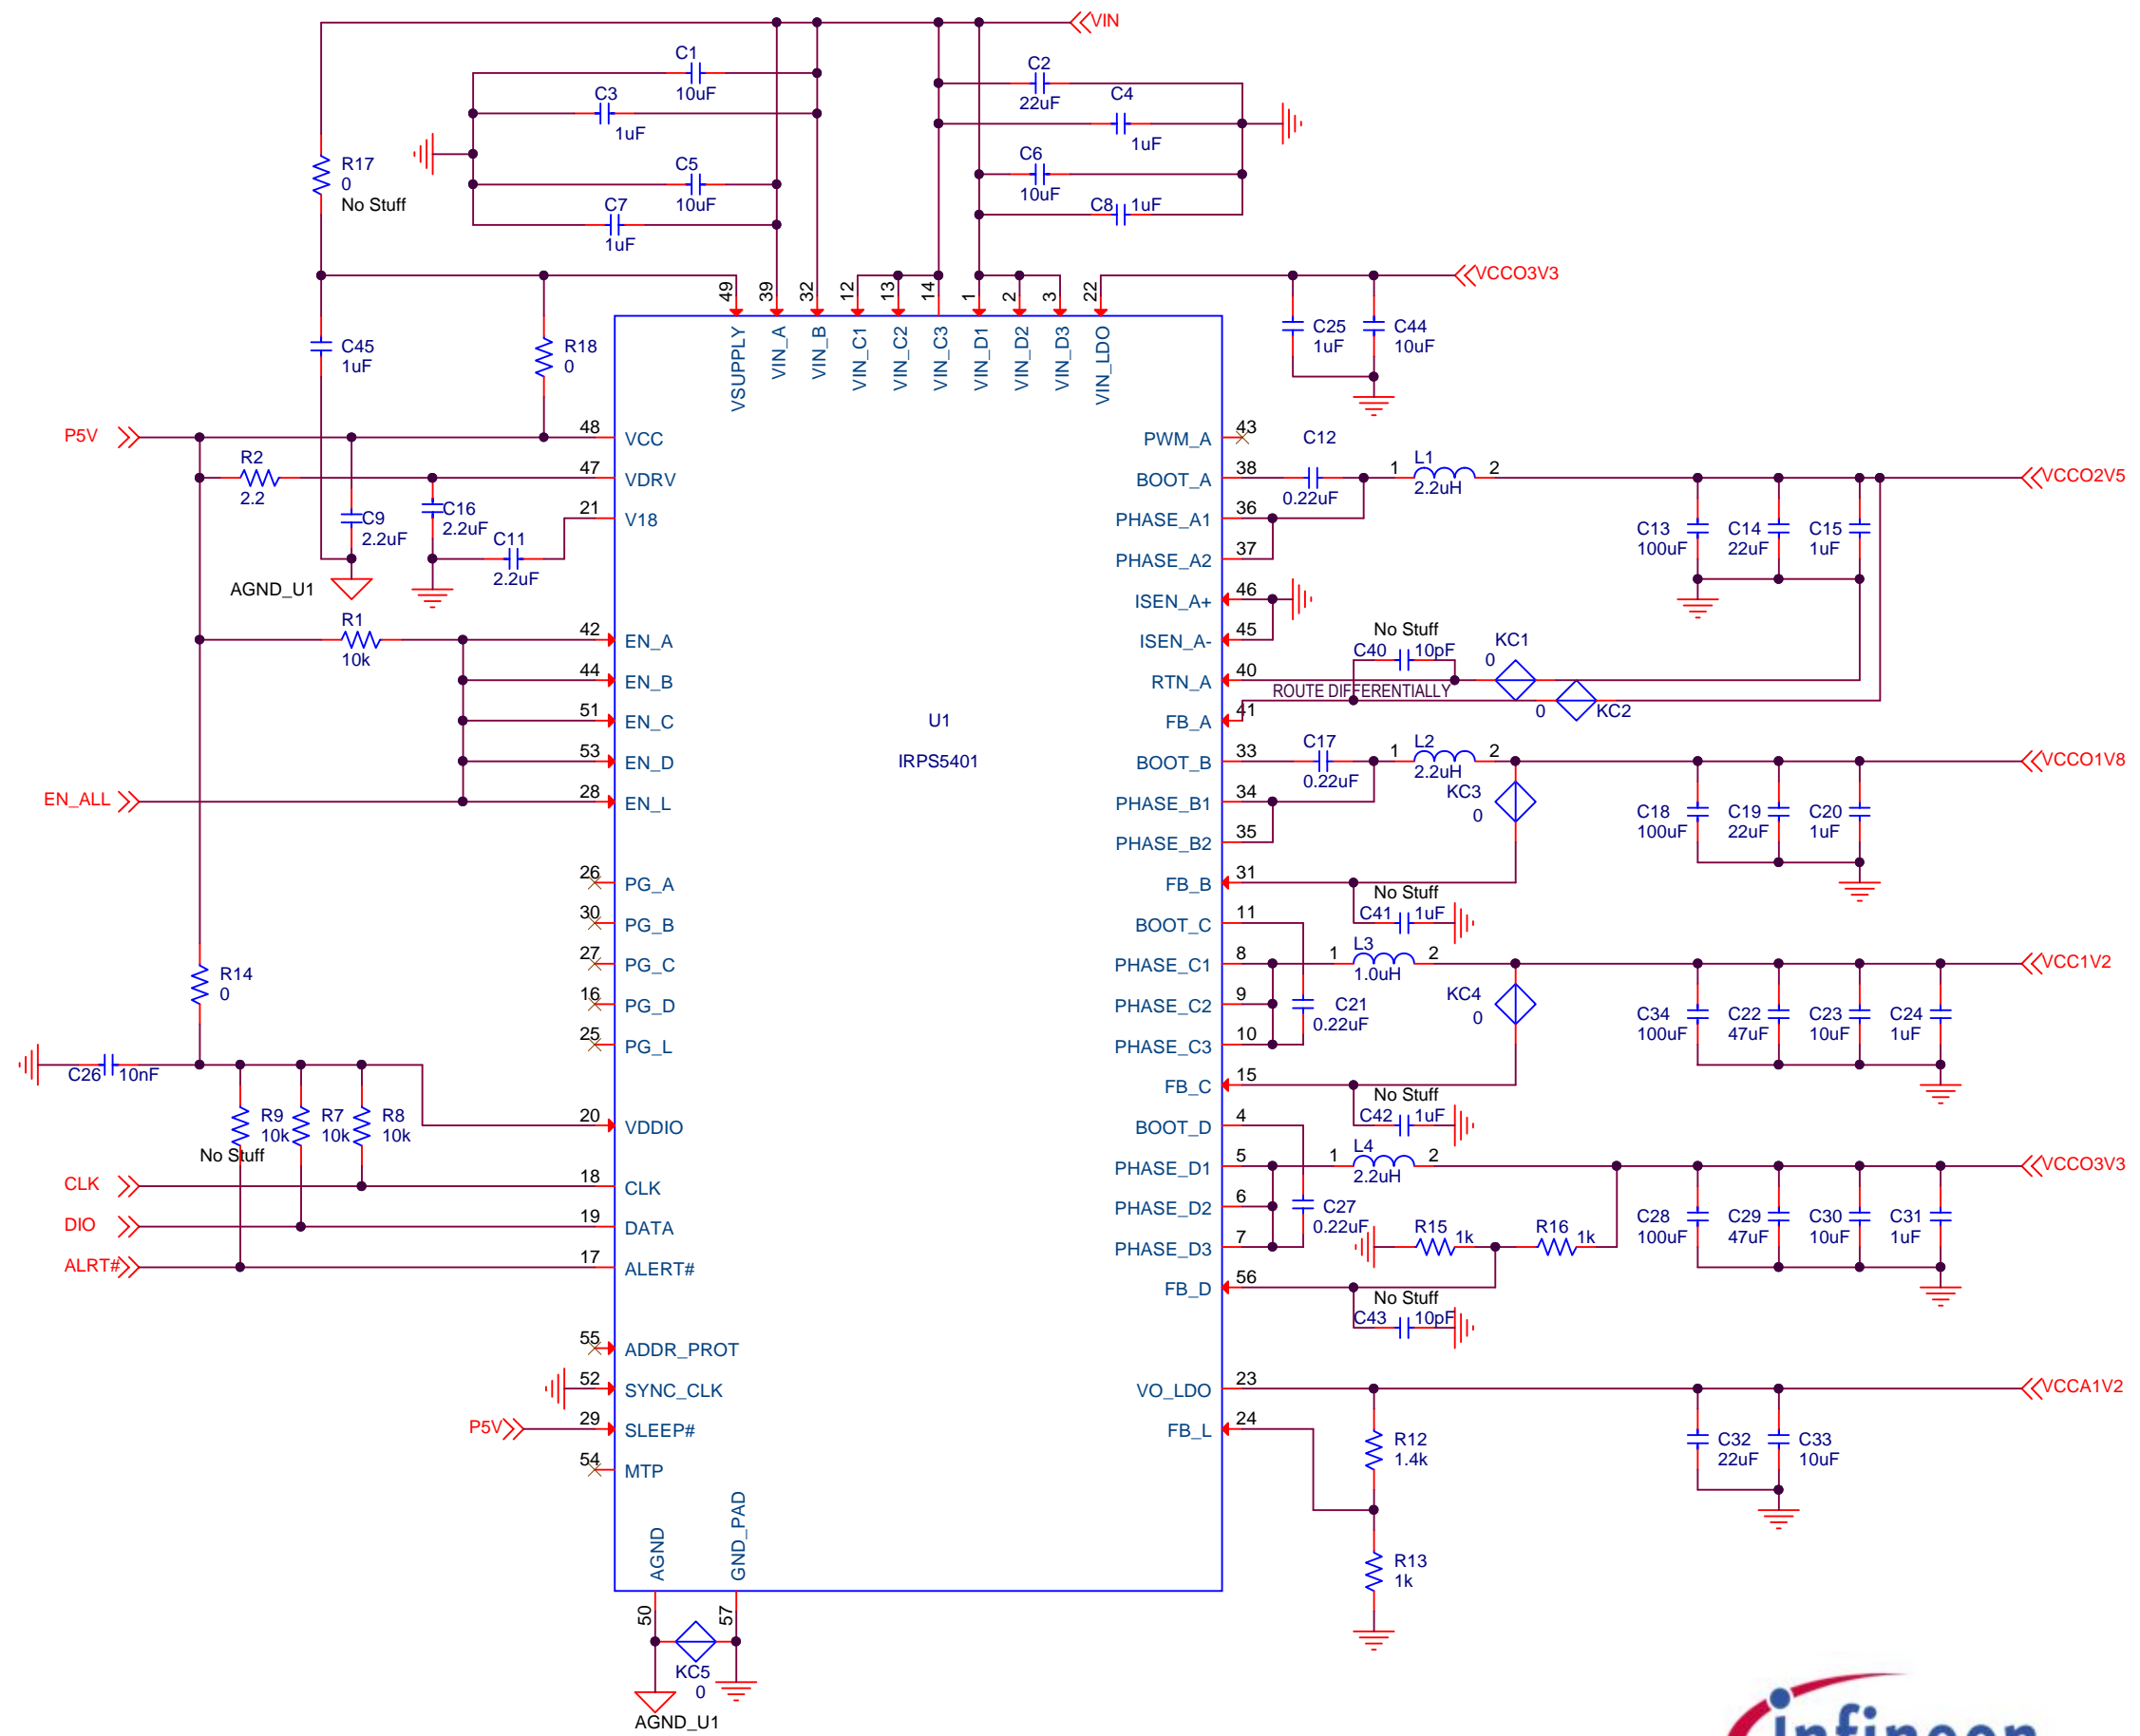 VIN
C1
10uF
C3
1uF
C5
10uF
C7
1uF
C2
22uF
C4
1uF
C6
10uF
C8 1uF
R17
0
No Stuff
VCCO3V3
49
39
32
12
13
14
1
2
3
22
VSUPPLY
VIN_A
VIN_B
VIN_C1
VIN_C2
VIN_C3
VIN_D1
VIN_D2
VIN_D3
VIN_LDO
C45
1uF
R18
0
C25
1uF
C44
10uF
P5V
48
VCC
R2
2.2
47
VDRV
C9
2.2uF
C16
2.2uF
21
V18
C11
2.2uF
AGND_U1
R1
10k
42
EN_A
44
EN_B
51
EN_C
53
EN_D
EN_ALL
28
EN_L
26
PG_A
30
PG_B
27
PG_C
16
PG_D
25
PG_L
R14
0
C26 10nF
R9
10k
No Stuff
R7
10k
R8
10k
20
VDDIO
CLK
18
CLK
DIO
19
DATA
ALRT#
17
ALERT#
55
ADDR_PROT
52
SYNC_CLK
P5V
29
SLEEP#
54
MTP
AGND
GND_PAD
50
57
KC5
0
AGND_U1
U1
IRPS5401
PWM_A
43
BOOT_A
38
C12
0.22uF
1
L1
2.2uH
2
VCCO2V5
PHASE_A1
36
PHASE_A2
37
C13
100uF
C14
22uF
C15
1uF
ISEN_A+
46
ISEN_A-
45
No Stuff
C40 10pF
KC1
0
RTN_A
40
ROUTE DIFFERENTIALLY
FB_A
41
0
KC2
BOOT_B
33
C17
0.22uF
1
L2
2.2uH
2
VCCO1V8
PHASE_B1
34
KC3
0
PHASE_B2
35
C18
100uF
C19
22uF
C20
1uF
FB_B
31
No Stuff
C41 1uF
BOOT_C
11
PHASE_C1
8
1
L3
1.0uH
2
VCC1V2
PHASE_C2
9
KC4
0
C21
0.22uF
PHASE_C3
10
C34
100uF
C22
47uF
C23
10uF
C24
1uF
FB_C
15
No Stuff
C42 1uF
BOOT_D
4
PHASE_D1
5
1
L4
2.2uH
2
VCCO3V3
PHASE_D2
6
C27
0.22uF
PHASE_D3
7
R15
1k
R16
1k
C28
100uF
C29
47uF
C30
10uF
C31
1uF
FB_D
56
No Stuff
C43 10pF
VO_LDO
23
VCCA1V2
FB_L
24
R12
1.4k
C32
22uF
C33
10uF
R13
1k
infineon